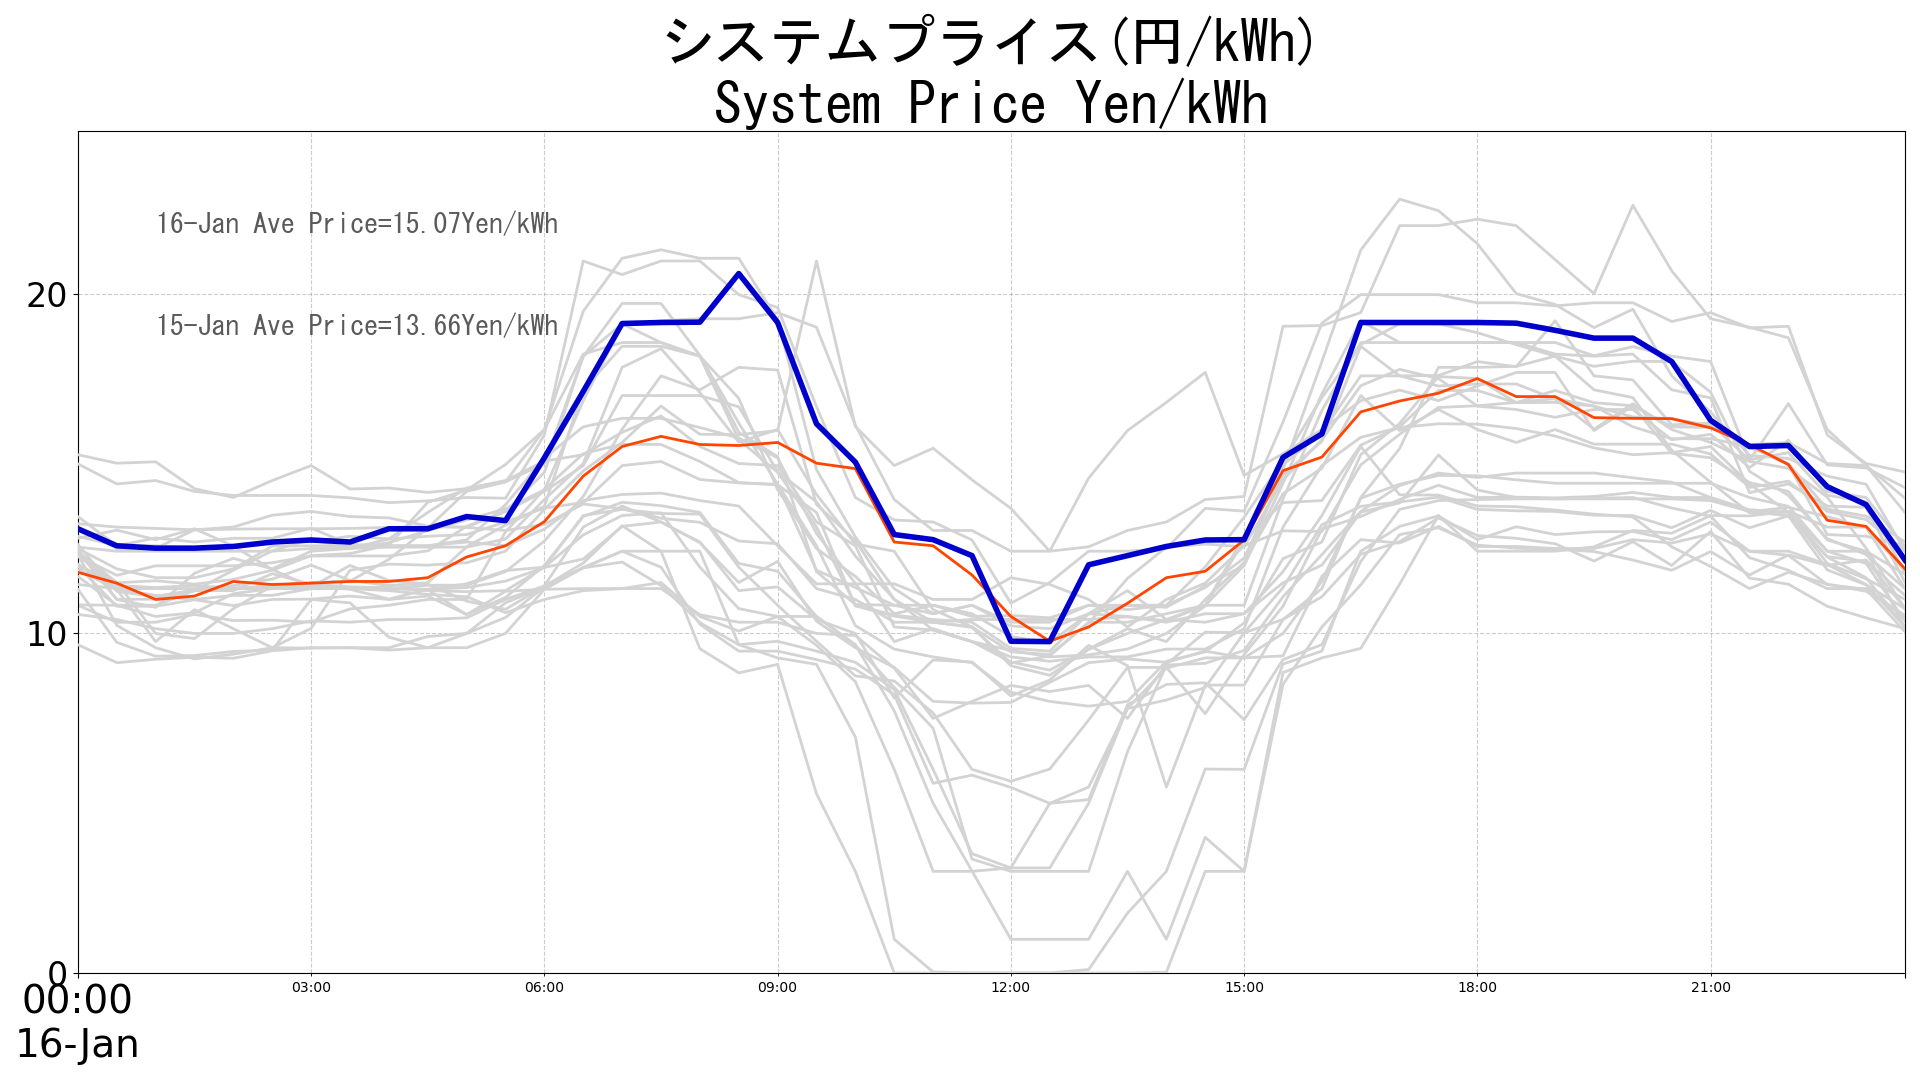 システムプライス(円/kWh)
System Price Yen/kWh
16-Jan Ave Price=15.07Yen/kWh
15-Jan Ave Price=13.66Yen/kWh
20
10
0
00:00
16-Jan
03:00
06:00
09:00
12:00
15:00
18:00
21:00